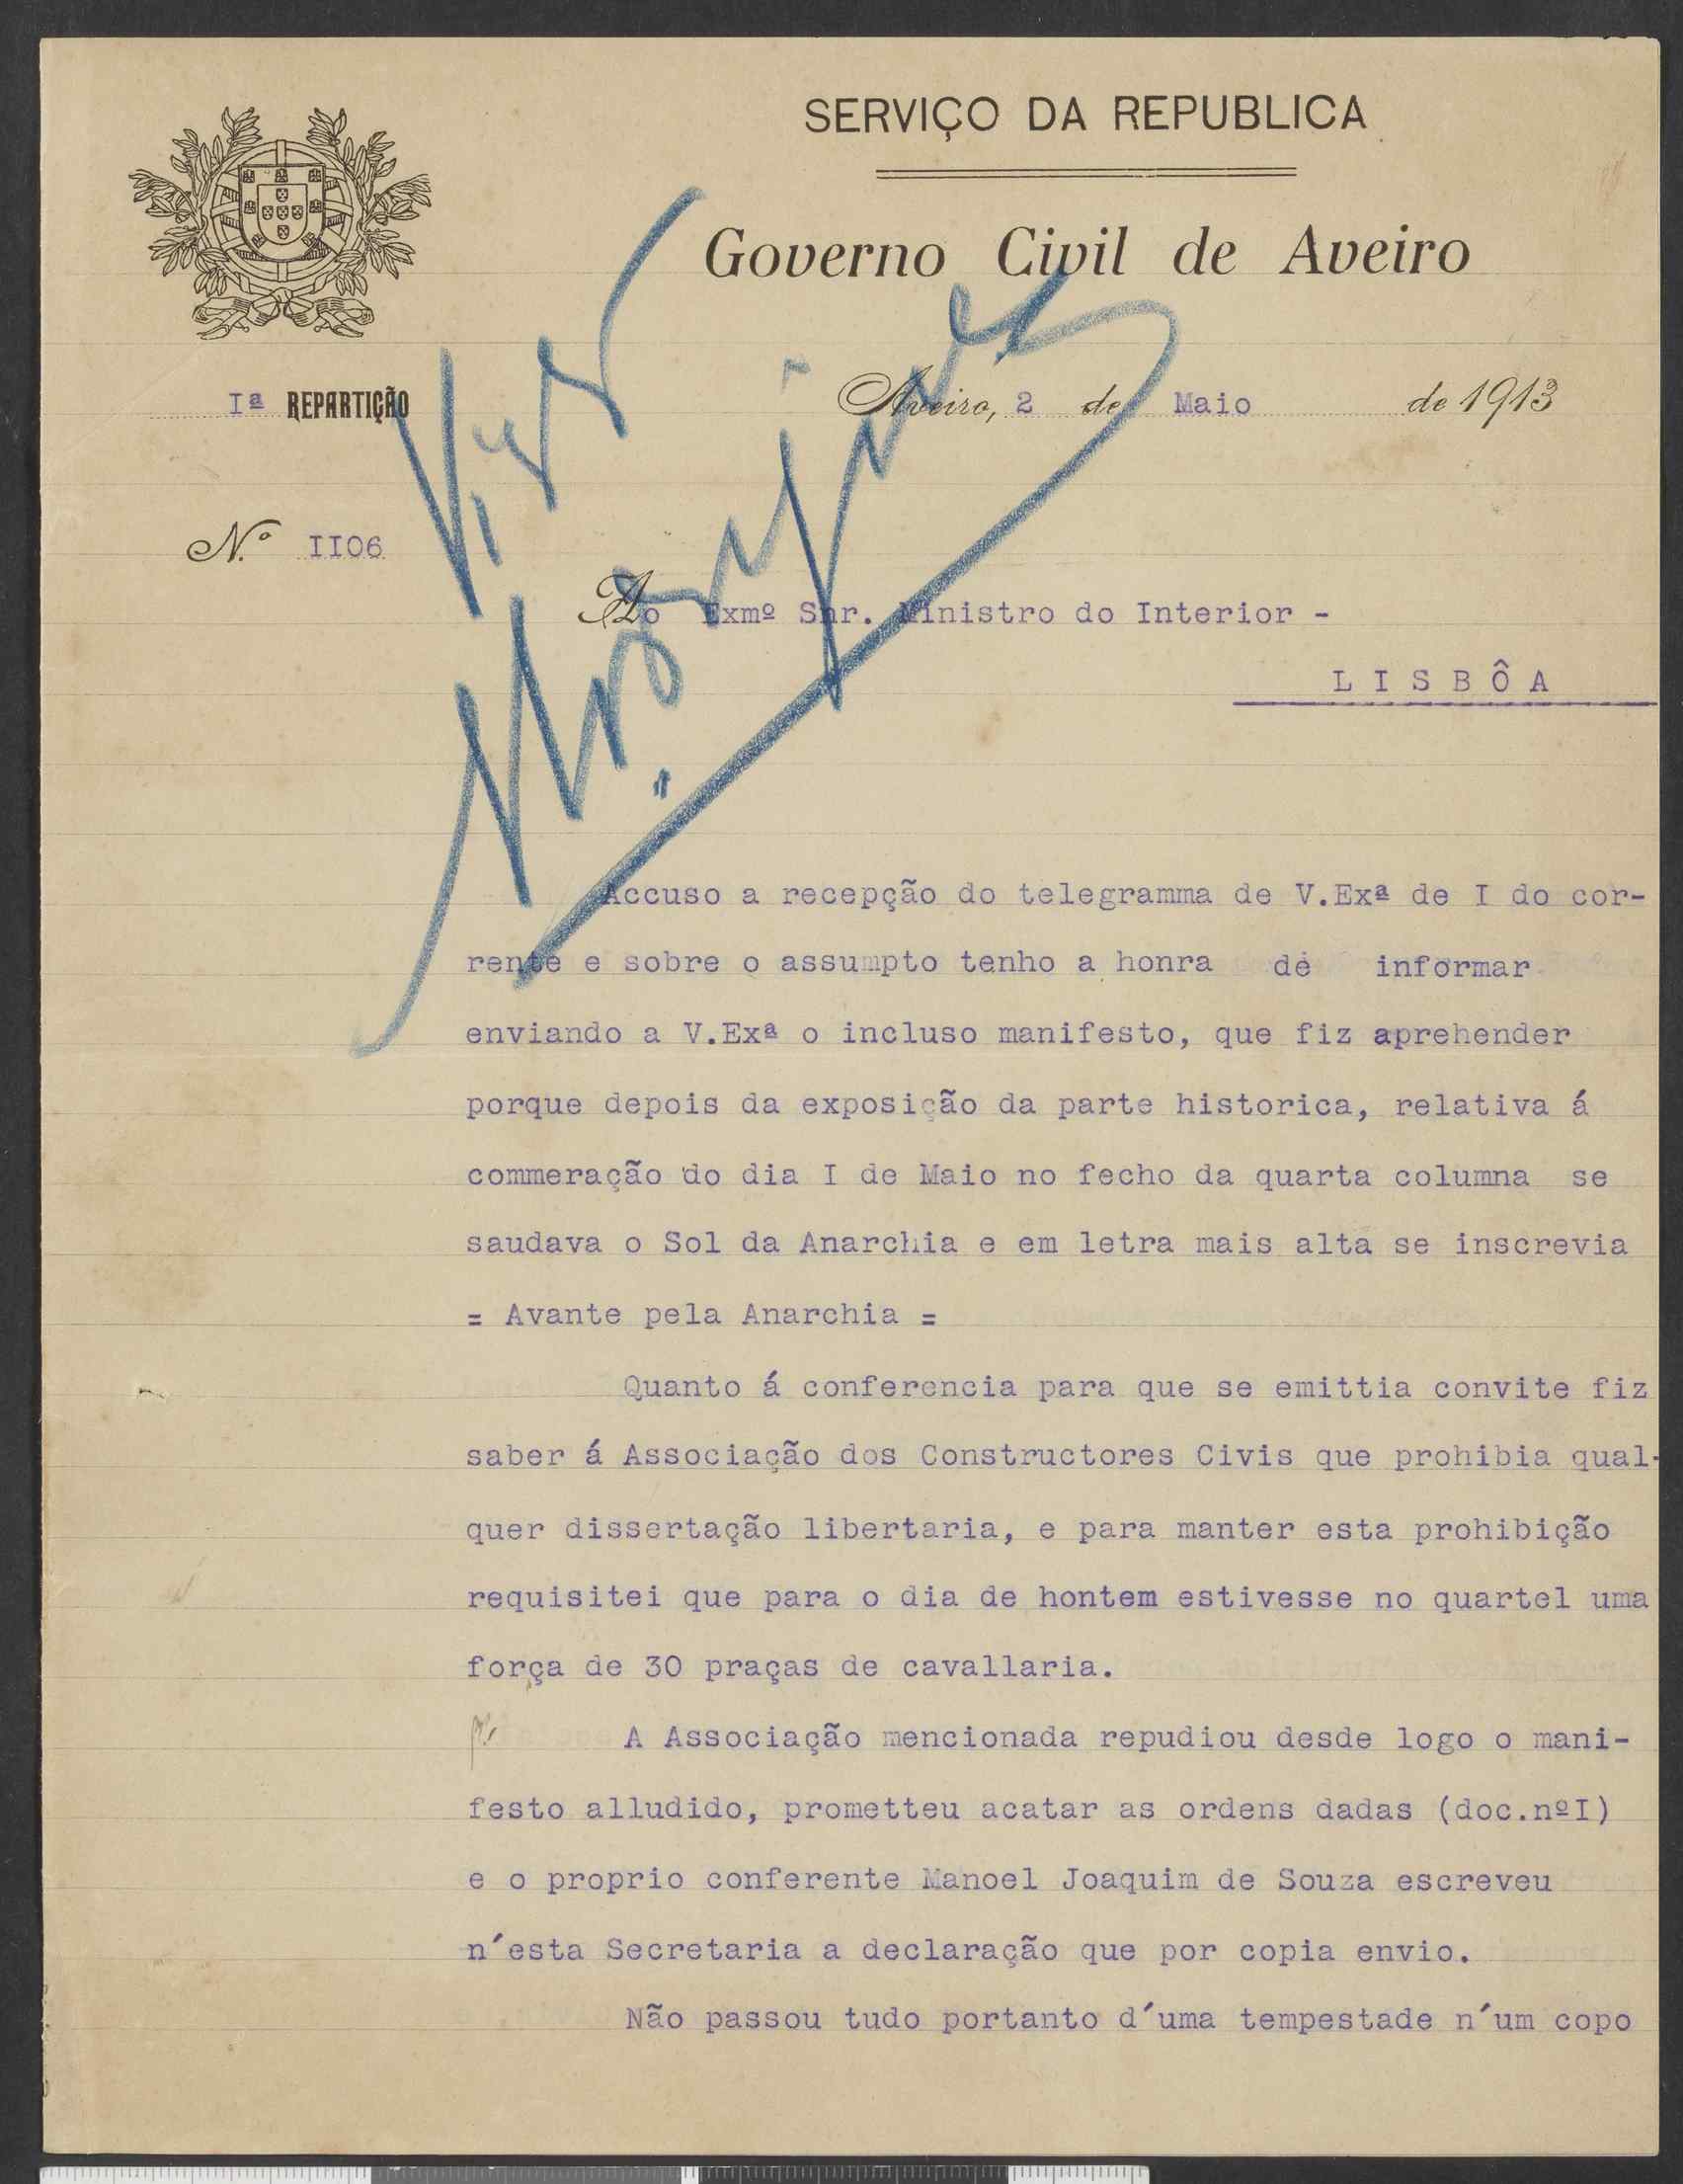 SERVIÇO DA REPUBLICA
Governo Civil de Aveiro
Iª REPARTIÇÃO
Aveiro, 2 de Maio de 1913
Nº IIO6
Ao Exmº Snr. Ministro do Interior -
L I S B Ô A
Accuso a recepção do telegramma de V.Exª de I do cor-
rente e sobre o assumpto tenho a honra de informar
enviando a V.Exª o incluso manifesto, que fiz aprehender
porque depois da exposição da parte historica, relativa á
commeração do dia I de Maio no fecho da quarta columna se
saudava o Sol da Anarchia e em letra mais alta se inscrevia
= Avante pela Anarchia =
Quanto á conferencia para que se emittia convite fiz
saber á Associação dos Constructores Civis que prohibia qual-
quer dissertação libertaria, e para manter esta prohibição
requisitei que para o dia de hontem estivesse no quartel uma
força de 30 praças de cavallaria.
A Associação mencionada repudiou desde logo o mani-
festo alludido, prometteu acatar as ordens dadas (doc.nºI)
e o proprio conferente Manoel Joaquim de Souza escreveu
n´esta Secretaria a declaração que por copia envio.
Não passou tudo portanto d´uma tempestade n´um copo